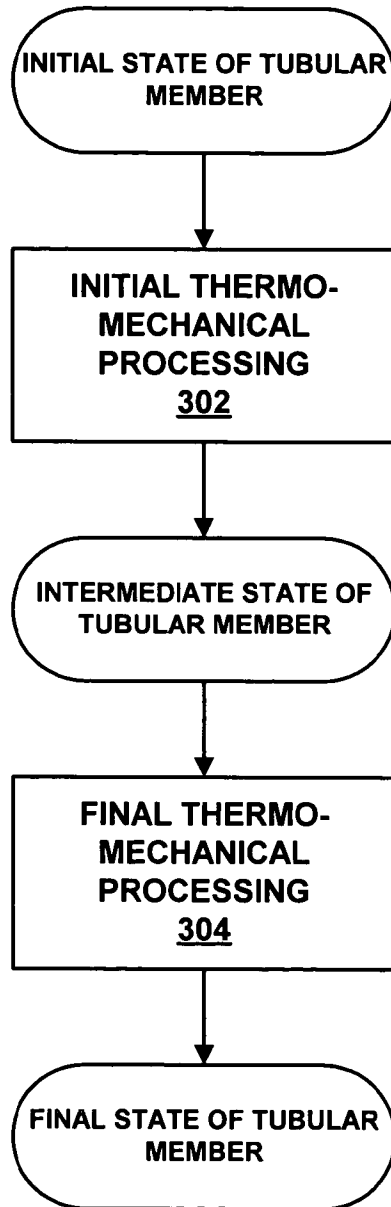 INITIAL STATE OF TUBULAR
MEMBER
INITIAL THERMO-
MECHANICAL
PROCESSING
302
INTERMEDIATE STATE OF
TUBULAR MEMBER
FINAL THERMO-
MECHANICAL
PROCESSING
304
FINAL STATE OF TUBULAR
MEMBER